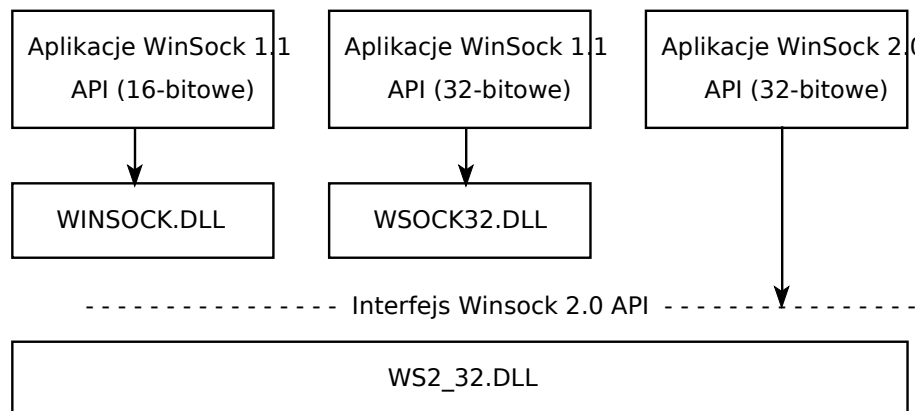 Aplikacje WinSock 1.1
API (16-bitowe)
Aplikacje WinSock 1.1
API (32-bitowe)
Aplikacje WinSock 2.0
API (32-bitowe)
WINSOCK.DLL
WSOCK32.DLL
Interfejs Winsock 2.0 API
WS2_32.DLL